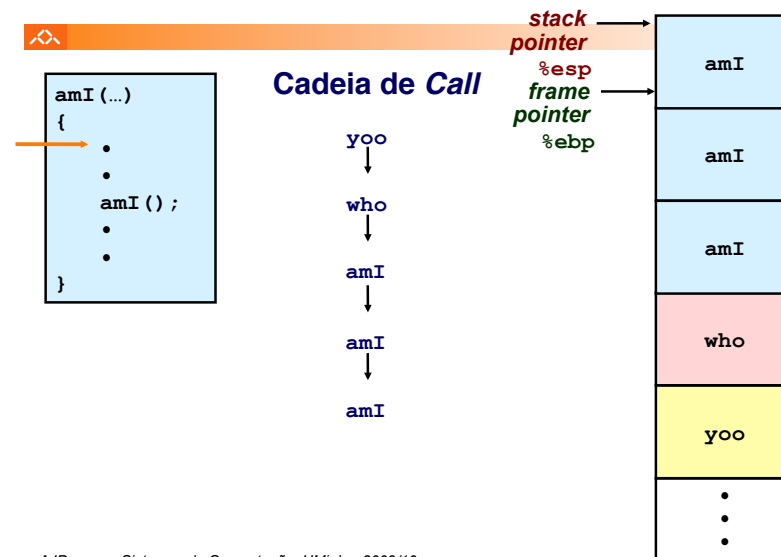 stack
pointer
%esp
frame
pointer
%ebp
Cadeia de Call
amI(…)
{
•
•
amI();
•
•
}
yoo
who
amI
amI
amI
amI
amI
amI
who
yoo
•
•
•